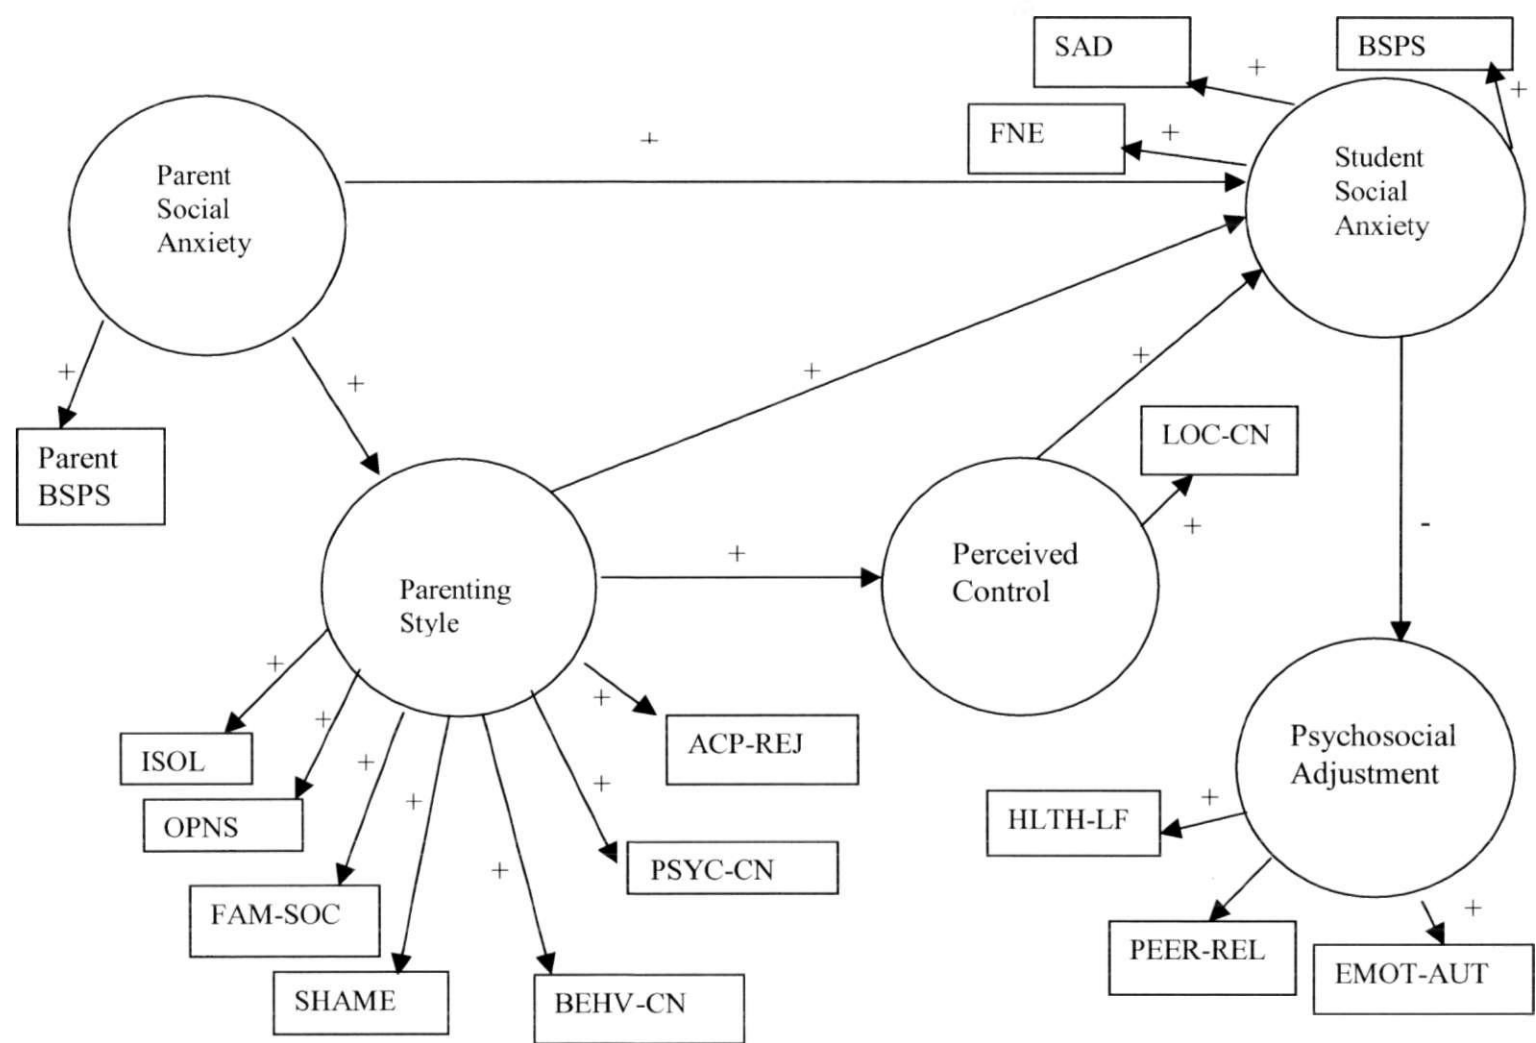 SAD
BSPS
+
+
FNE
+
+
Parent
Social
Anxiety
Student
Social
Anxiety
+
+
+
+
Parent
BSPS
+
LOC-CN
+
-
+
Perceived
Control
Parenting
Style
+
+
+
+
+
+
+
ACP-REJ
Psychosocial
Adjustment
ISOL
OPNS
+
HLTH-LF
PSYC-CN
FAM-SOC
+
PEER-REL
EMOT-AUT
SHAME
BEHV-CN